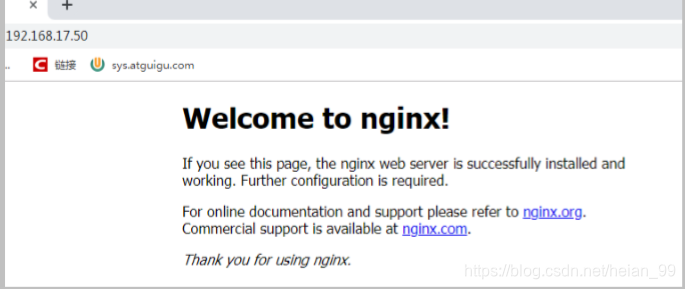 192.168.17.50
链接 sys.atguigu.com
Welcome to nginx!
If you see this page, the nginx web server is successfully installed and
working. Further configuration is required.
For online documentation and support please refer to nginx.org.
Commercial support is available at nginx.com.
Thank you for using nginx.
https://blog.csdn.net/heian_99